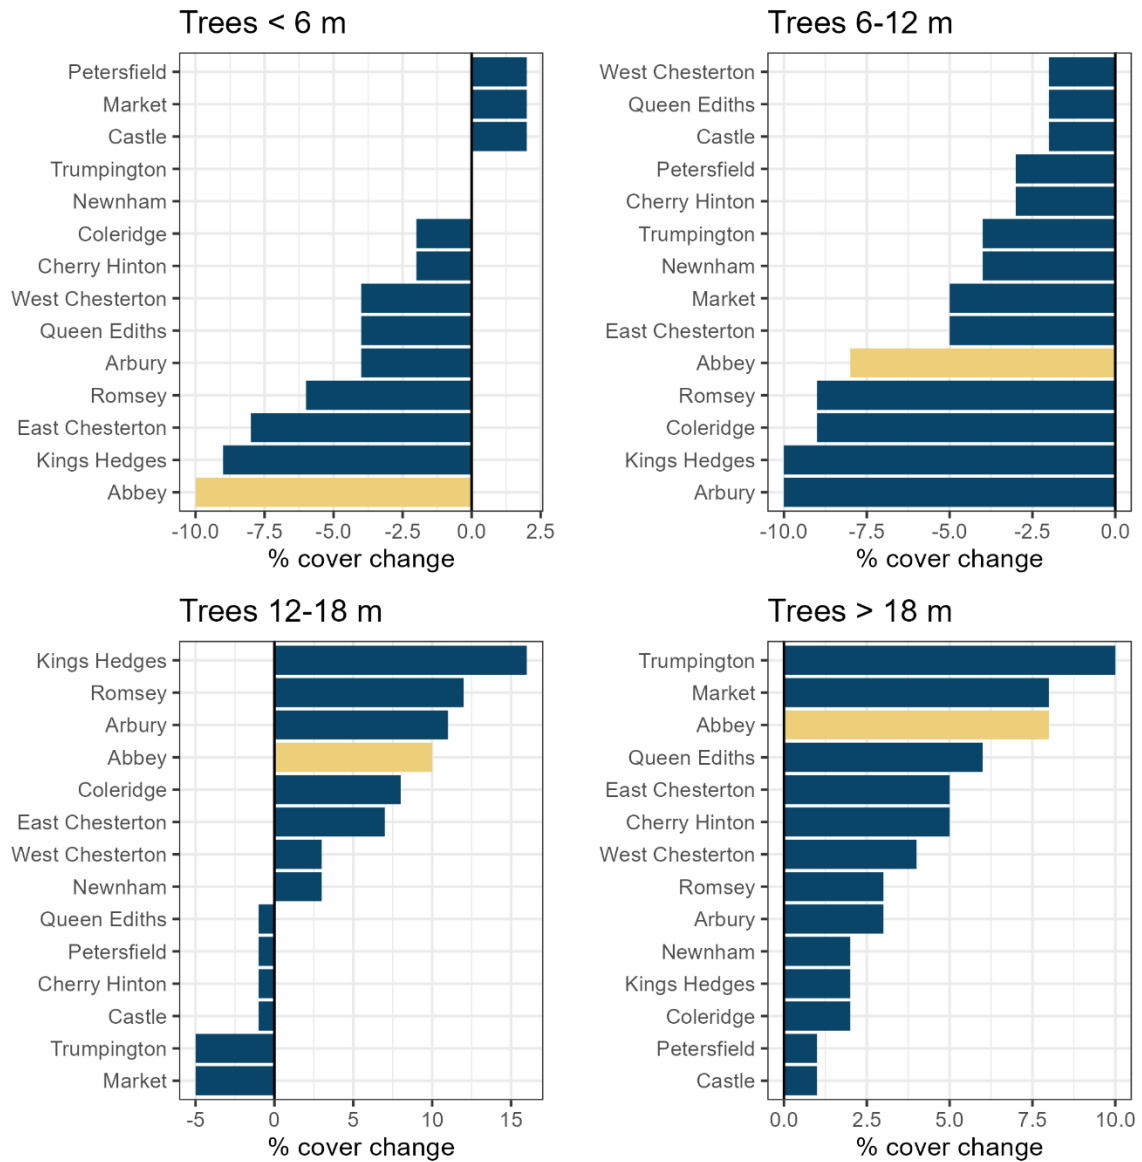 Trees < 6 m
Petersfield
Market
Castle
Trumpington
Newnham
Coleridge
Cherry Hinton
West Chesterton
Queen Ediths
Arbury
Romsey
East Chesterton
Kings Hedges
Abbey
-10.0 -7.5 -5.0 -2.5 0.0 2.5
% cover change
Trees 6-12 m
West Chesterton
Queen Ediths
Castle
Petersfield
Cherry Hinton
Trumpington
Newnham
Market
East Chesterton
Abbey
Romsey
Coleridge
Kings Hedges
Arbury
-10.0 -7.5 -5.0 -2.5 0.0
% cover change
Trees 12-18 m
Kings Hedges
Romsey
Arbury
Abbey
Coleridge
East Chesterton
West Chesterton
Newnham
Queen Ediths
Petersfield
Cherry Hinton
Castle
Trumpington
Market
-5 0 5 10 15
% cover change
Trees > 18 m
Trumpington
Market
Abbey
Queen Ediths
East Chesterton
Cherry Hinton
West Chesterton
Romsey
Arbury
Newnham
Kings Hedges
Coleridge
Petersfield
Castle
0.0 2.5 5.0 7.5 10.0
% cover change